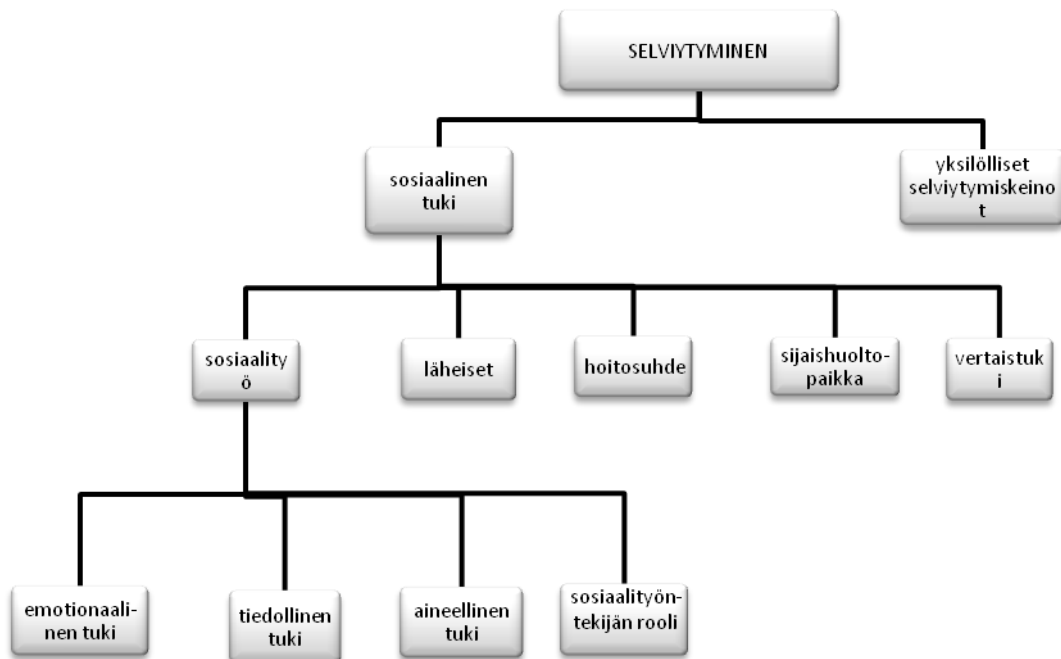 SELVIYTYMINEN
sosiaalinen
tuki
yksilölliset
selviytymiskeino
t
sosiaality
ö
läheiset
hoitosuhde
sijaishuolto-
paikka
vertaistuk
i
emotionaali-
nen tuki
tiedollinen
tuki
aineellinen
tuki
sosiaalityön-
tekijän rooli